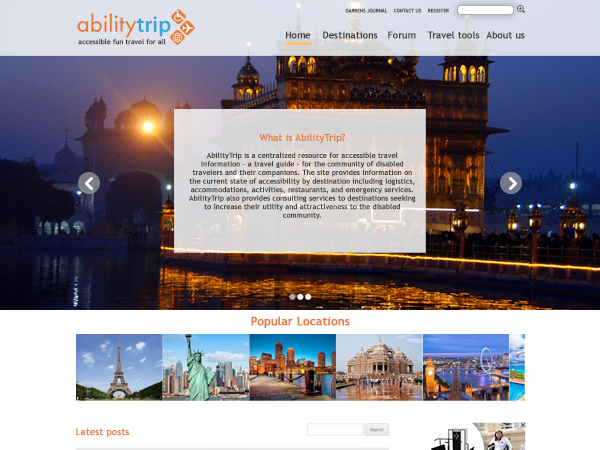 DARRENS JOURNAL CONTACT US REGISTER
abilitytrip
accessible fun travel for all
Home Destinations Forum Travel tools About us
What is AbilityTrip?
AbilityTrip is a centralized resource for accessible travel
information - a travel guide - for the community of disabled
travelers and their companions. The site provides information on
the current state of accessibility by destination including logistics,
accommodations, activities, restaurants, and emergency services.
AbilityTrip also provides consulting services to destinations seeking
to increase their utility and attractiveness to the disabled
community.
Popular Locations
Latest posts
Search